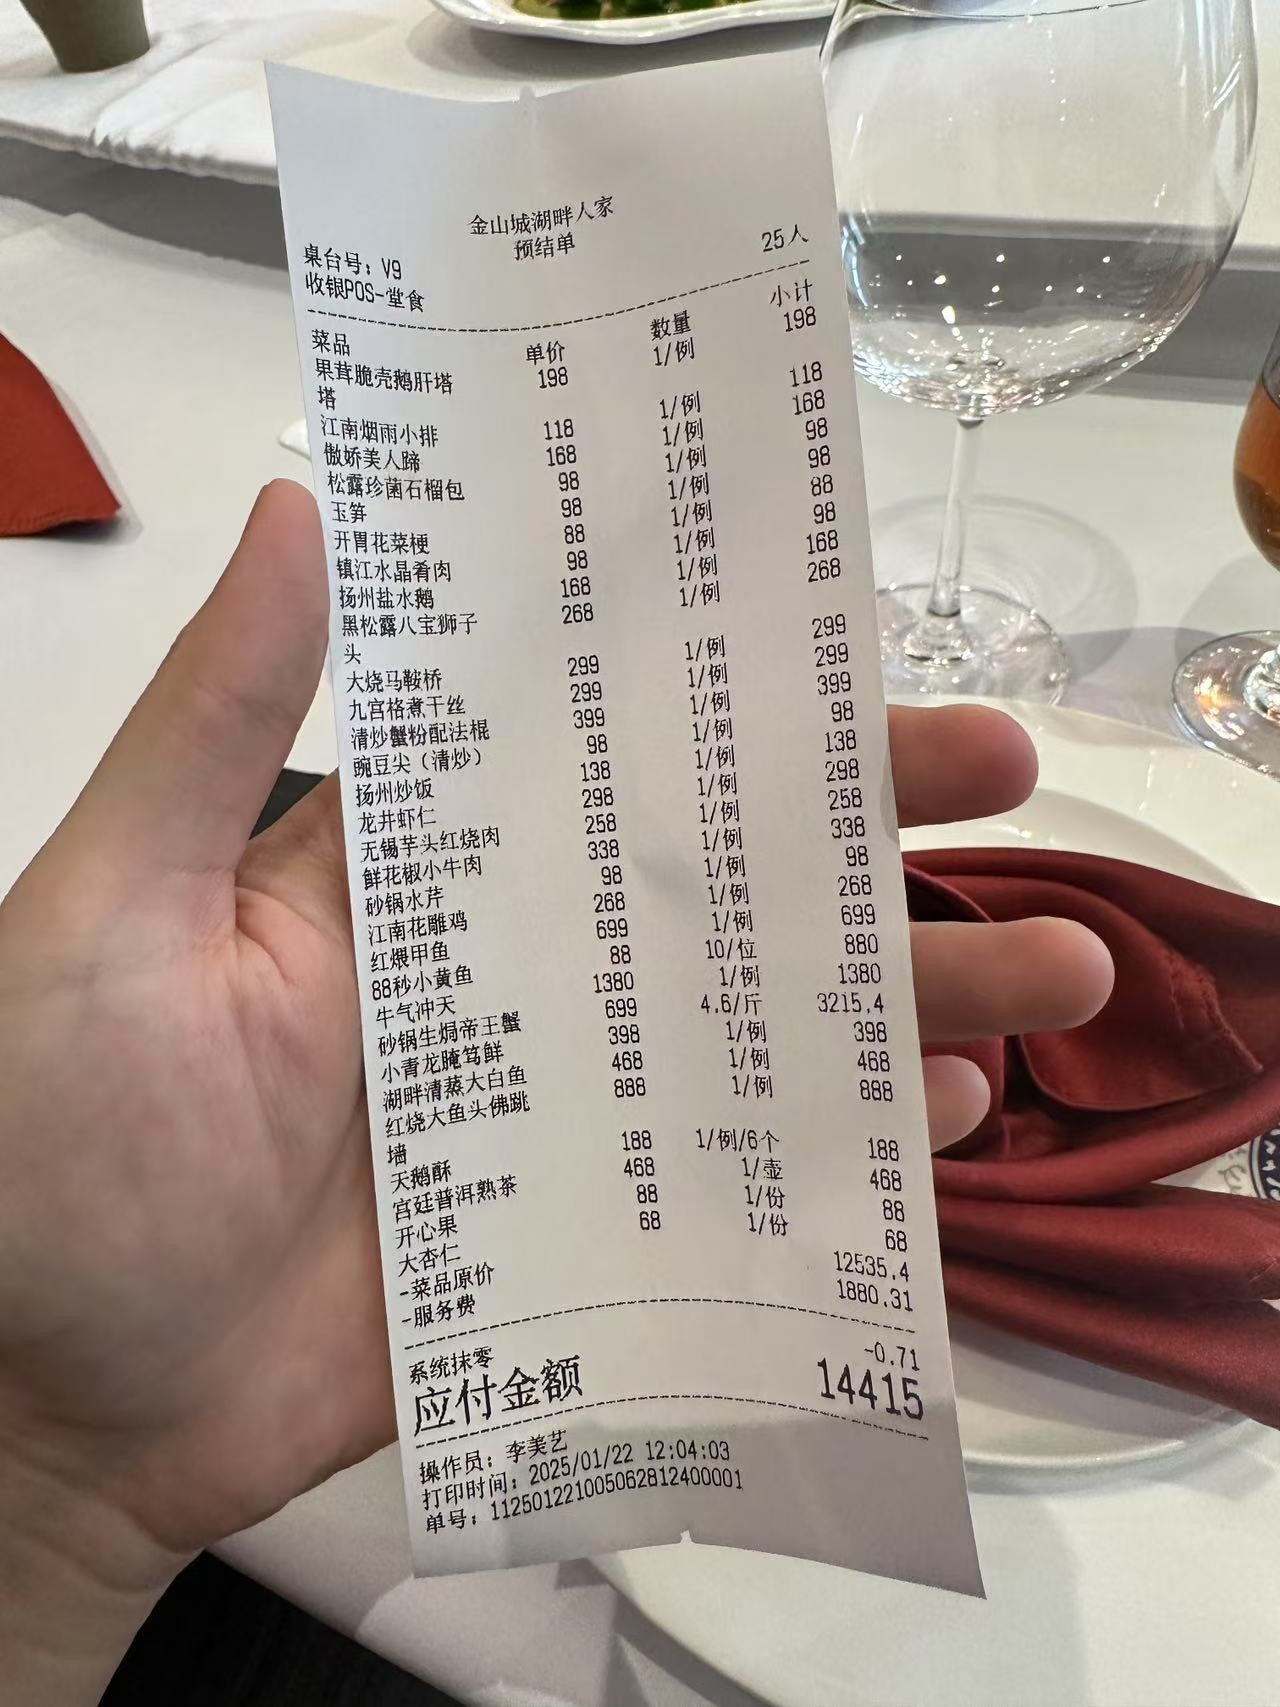 金山城湖畔人家
预结单
桌台号：V9 25人
收银POS-堂食
菜品 单价 数量 小计
果茸脆壳鹅肝塔 198 1/例 198
塔
江南烟雨小排 118 1/例 118
傲娇美人蹄 168 1/例 168
松露珍菌石榴包 98 1/例 98
玉笋 98 1/例 98
开胃花菜梗 88 1/例 88
镇江水晶肴肉 98 1/例 98
扬州盐水鹅 168 1/例 168
黑松露八宝狮子 268 1/例 268
头
大烧马鞍桥 299 1/例 299
九宫格煮干丝 299 1/例 299
清炒蟹粉配法棍 399 1/例 399
豌豆尖（清炒） 98 1/例 98
扬州炒饭 138 1/例 138
龙井虾仁 298 1/例 298
无锡芋头红烧肉 258 1/例 258
鲜花椒小牛肉 338 1/例 338
砂锅水芹 98 1/例 98
江南花雕鸡 268 1/例 268
红煨甲鱼 699 1/例 699
88秒小黄鱼 88 10/位 880
牛气冲天 1380 1/例 1380
砂锅生焗帝王蟹 699 4.6/斤 3215.4
小青龙腌笃鲜 398 1/例 398
湖畔清蒸大白鱼 468 1/例 468
红烧大鱼头佛跳 888 1/例 888
墙
天鹅酥 188 1/例/6个 188
宫廷普洱熟茶 468 1/壶 468
开心果 88 1/份 88
大杏仁 68 1/份 68
-菜品原价 12535.4
-服务费 1880.31
系统抹零 -0.71
应付金额 14415
操作员：李美艺
打印时间：2025/01/22 12:04:03
单号：112501221005062812400001